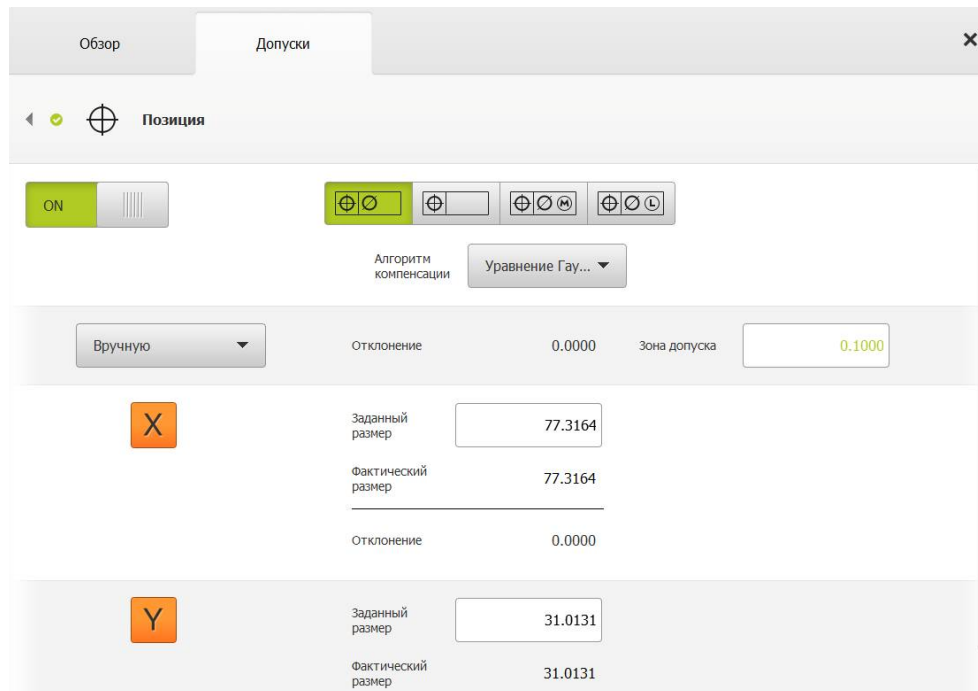 Обзор
Допуски
Позиция
ON
M
L
Алгоритм
компенсации
Уравнение Гау...
Вручную
Отклонение
0.0000
Зона допуска
0.1000
X
Заданный
размер
77.3164
Фактический
размер
77.3164
Отклонение
0.0000
Y
Заданный
размер
31.0131
Фактический
размер
31.0131